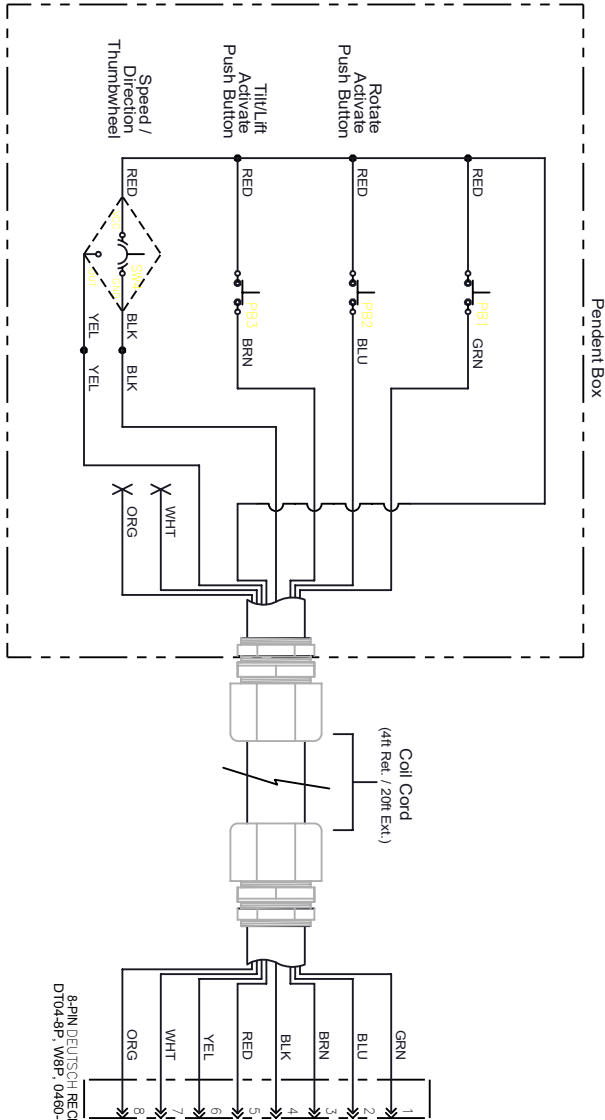 Pendent Box
RED
PB1
GRN
Rotate
Activate
Push Button
RED
PB2
BLU
Tilt/Lift
Activate
Push Button
RED
PB3
BRN
Speed /
Direction
Thumbwheel
RED
BLK
BLK
YEL
YEL
WHT
ORG
Coil Cord
(4ft Ret. / 20ft Ext.)
GRN 1
BLU 2
BRN 3
BLK 4
RED 5
YEL 6
WHT 7
ORG 8
8-PIN DEUTSCH REC
DT04-8P, W8P, 0460-